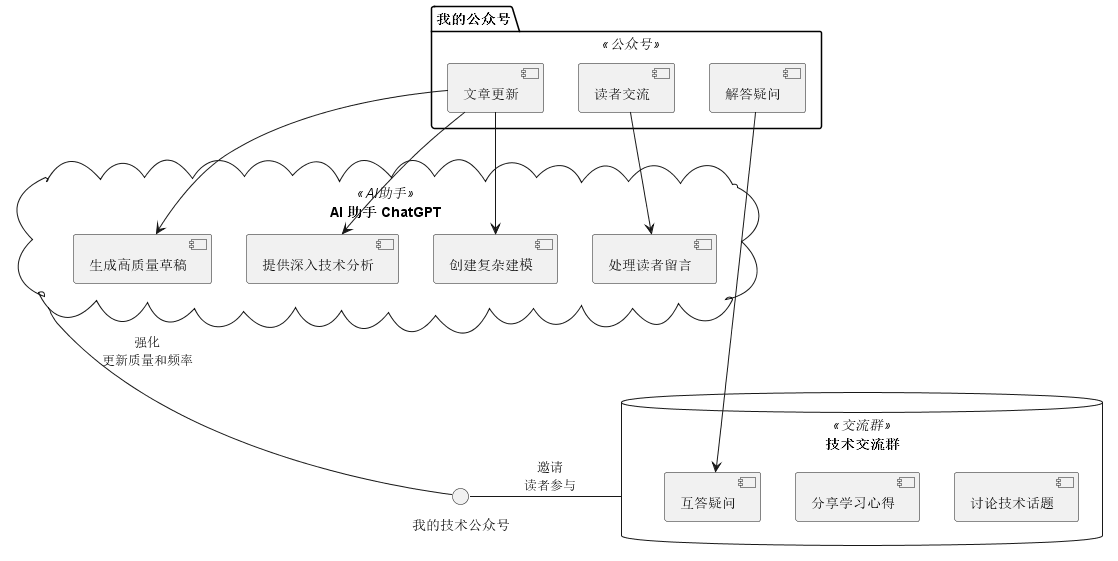 我的公众号
«公众号»
文章更新
读者交流
解答疑问
«AI助手»
AI 助手 ChatGPT
生成高质量草稿
提供深入技术分析
创建复杂建模
处理读者留言
强化
更新质量和频率
«交流群»
技术交流群
邀请
读者参与
互答疑问
分享学习心得
讨论技术话题
我的技术公众号